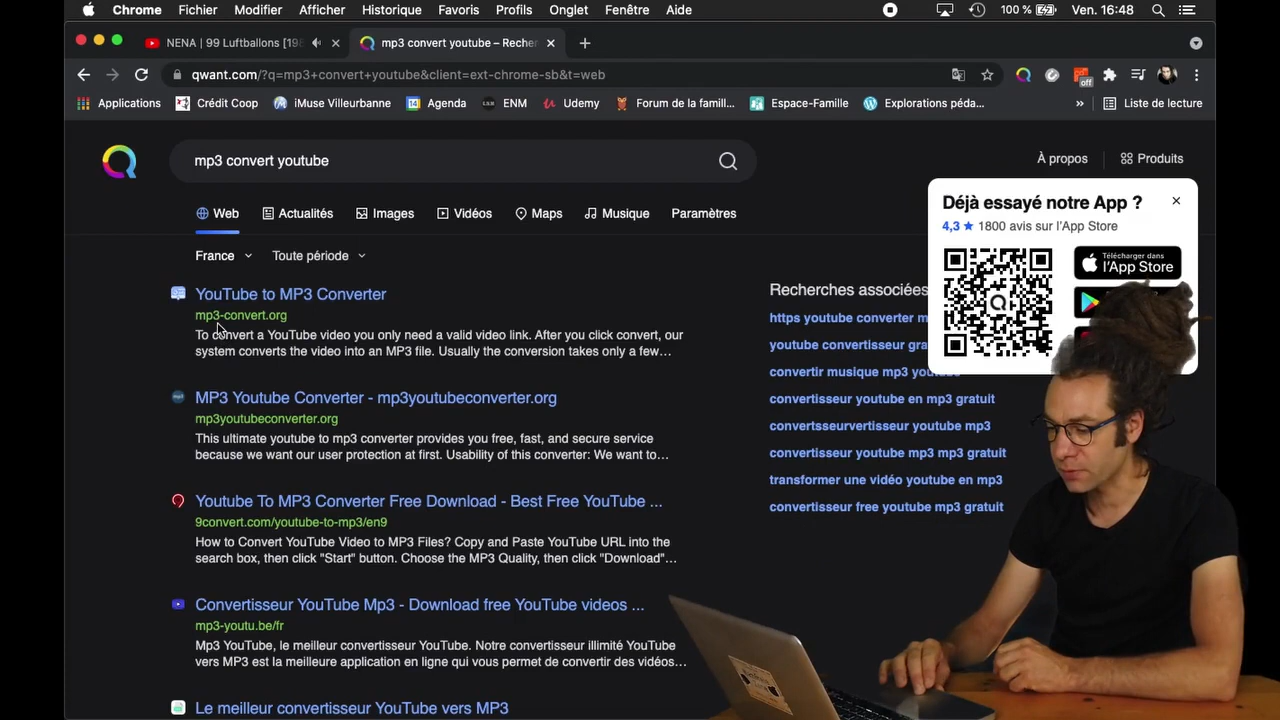 Chrome Fichier Modifier Afficher Historique Favoris Profils Onglet Fenêtre Aide 100 % Ven. 16:48
NENA | 99 Luftballons [198
mp3 convert youtube – Recher
qwant.com/?q=mp3+convert+youtube&client=ext-chrome-sb&t=web
off
Applications Crédit Coop iMuse Villeurbanne 14 Agenda ENM Udemy Forum de la famill... Espace-Famille Explorations péda... » Liste de lecture
mp3 convert youtube
À propos Produits
Web Actualités Images Vidéos Maps Musique Paramètres
France Toute période
Déjà essayé notre App ?
4,3 ★ 1800 avis sur l'App Store
Télécharger dans
l'App Store
YouTube to MP3 Converter
mp3-convert.org
To convert a YouTube video you only need a valid video link. After you click convert, our
system converts the video into an MP3 file. Usually the conversion takes only a few...
MP3 Youtube Converter - mp3youtubeconverter.org
mp3youtubeconverter.org
This ultimate youtube to mp3 converter provides you free, fast, and secure service
because we want our user protection at first. Usability of this converter: We want to...
Youtube To MP3 Converter Free Download - Best Free YouTube ...
9convert.com/youtube-to-mp3/en9
How to Convert YouTube Video to MP3 Files? Copy and Paste YouTube URL into the
search box, then click "Start" button. Choose the MP3 Quality, then click "Download"...
Convertisseur YouTube Mp3 - Download free YouTube videos ...
mp3-youtu.be/fr
Mp3 YouTube, le meilleur convertisseur YouTube. Notre convertisseur illimité YouTube
vers MP3 est la meilleure application en ligne qui vous permet de convertir des vidéos...
Le meilleur convertisseur YouTube vers MP3
Recherches associées
https youtube converter m
youtube convertisseur gra
convertir musique mp3 youtube
convertisseur youtube en mp3 gratuit
convertsseurvertisseur youtube mp3
convertisseur youtube mp3 mp3 gratuit
transformer une vidéo youtube en mp3
convertisseur free youtube mp3 gratuit